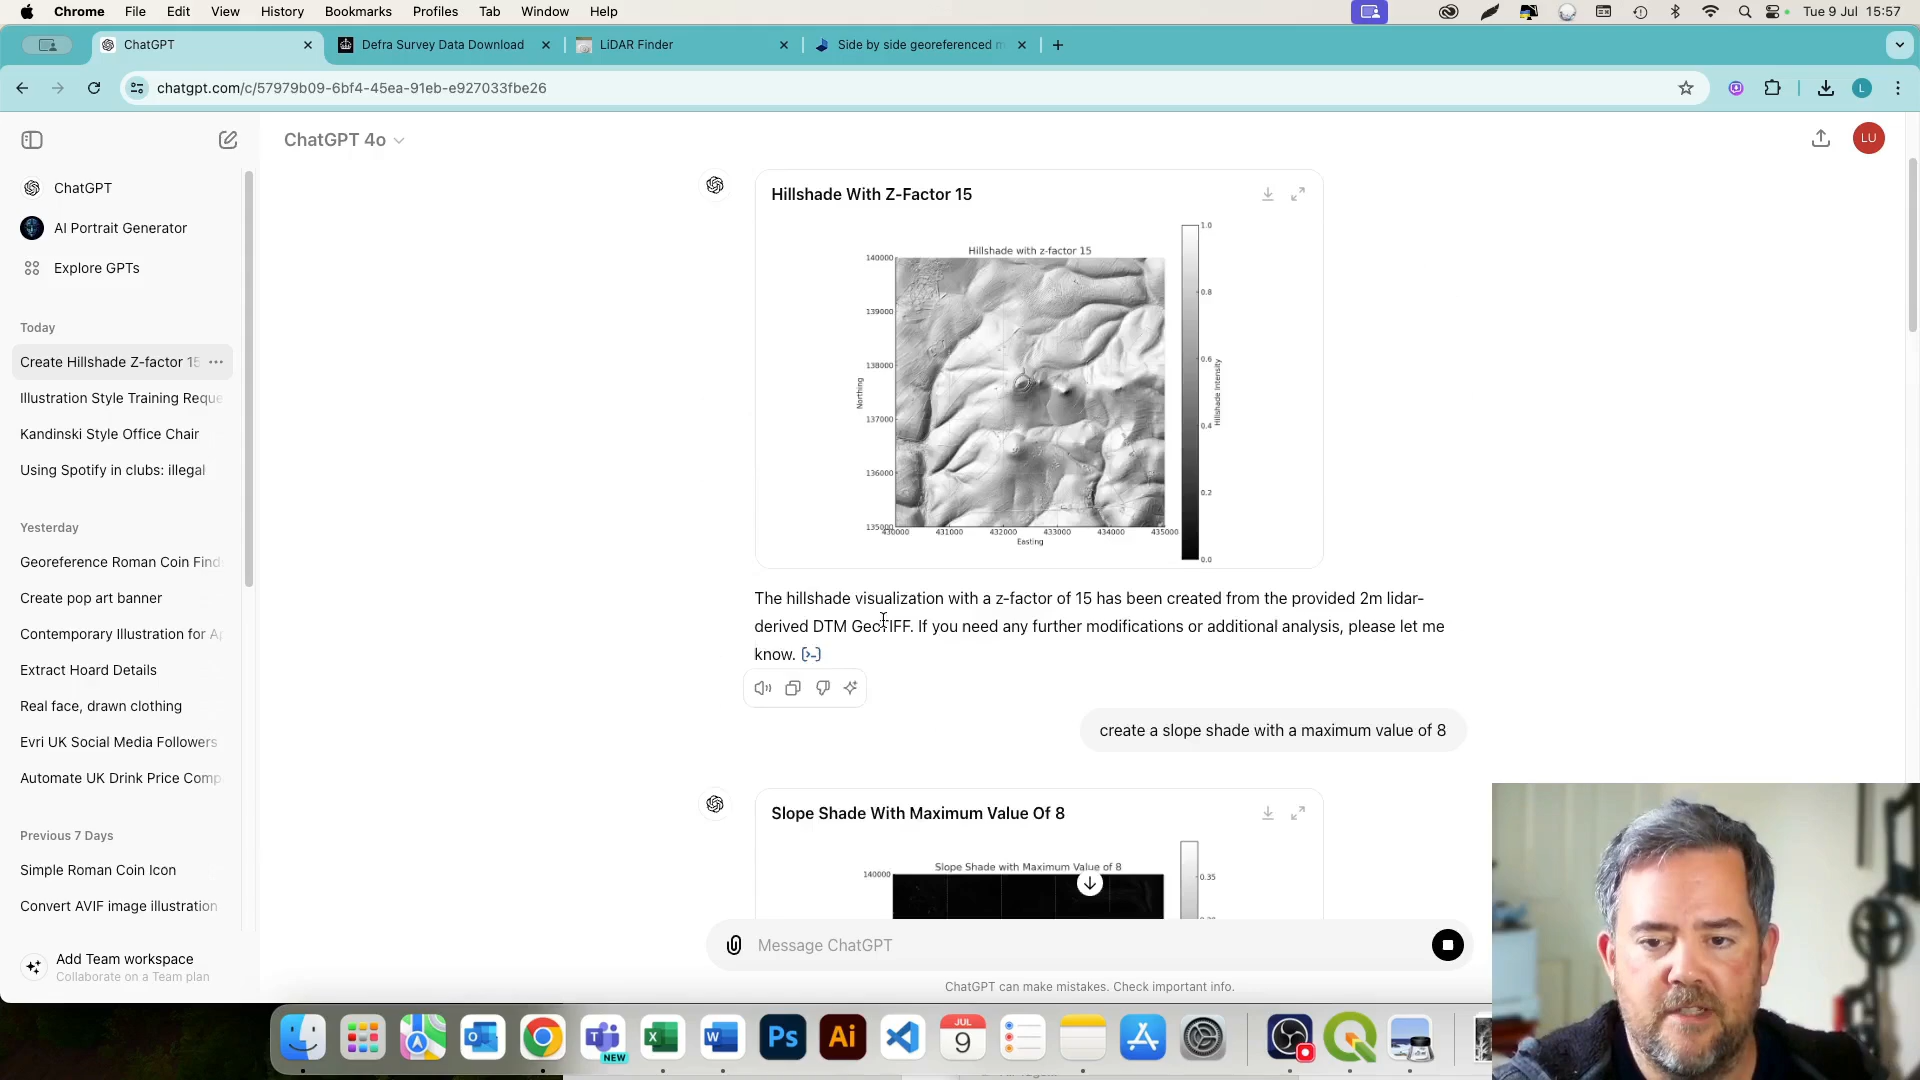 Chrome File Edit View History Bookmarks Profiles Tab Window Help
Tue 9 Jul 15:57
ChatGPT
Defra Survey Data Download
LiDAR Finder
Side by side georeferenced m
chatgpt.com/c/57979b09-6bf4-45ea-91eb-e927033fbe26
L
ChatGPT 4o
LU
ChatGPT
AI Portrait Generator
Explore GPTs
Today
Create Hillshade Z-factor 15
Illustration Style Training Reque
Kandinski Style Office Chair
Using Spotify in clubs: illegal
Yesterday
Georeference Roman Coin Find
Create pop art banner
Contemporary Illustration for A
Extract Hoard Details
Real face, drawn clothing
Evri UK Social Media Followers
Automate UK Drink Price Comp
Previous 7 Days
Simple Roman Coin Icon
Convert AVIF image illustration
Add Team workspace
Collaborate on a Team plan
Hillshade With Z-Factor 15
Hillshade with z-factor 15
140000
139000
138000
137000
136000
135000
Northing
430000 431000 432000 433000 434000 435000
Easting
1.0
0.8
0.6
0.4
0.2
0.0
Hillshade Intensity
The hillshade visualization with a z-factor of 15 has been created from the provided 2m lidar-
derived DTM GeoTIFF. If you need any further modifications or additional analysis, please let me
know.
create a slope shade with a maximum value of 8
Slope Shade With Maximum Value Of 8
Slope Shade with Maximum Value of 8
140000
0.35
Message ChatGPT
ChatGPT can make mistakes. Check important info.
NEW
Ps
Ai
JUL
9